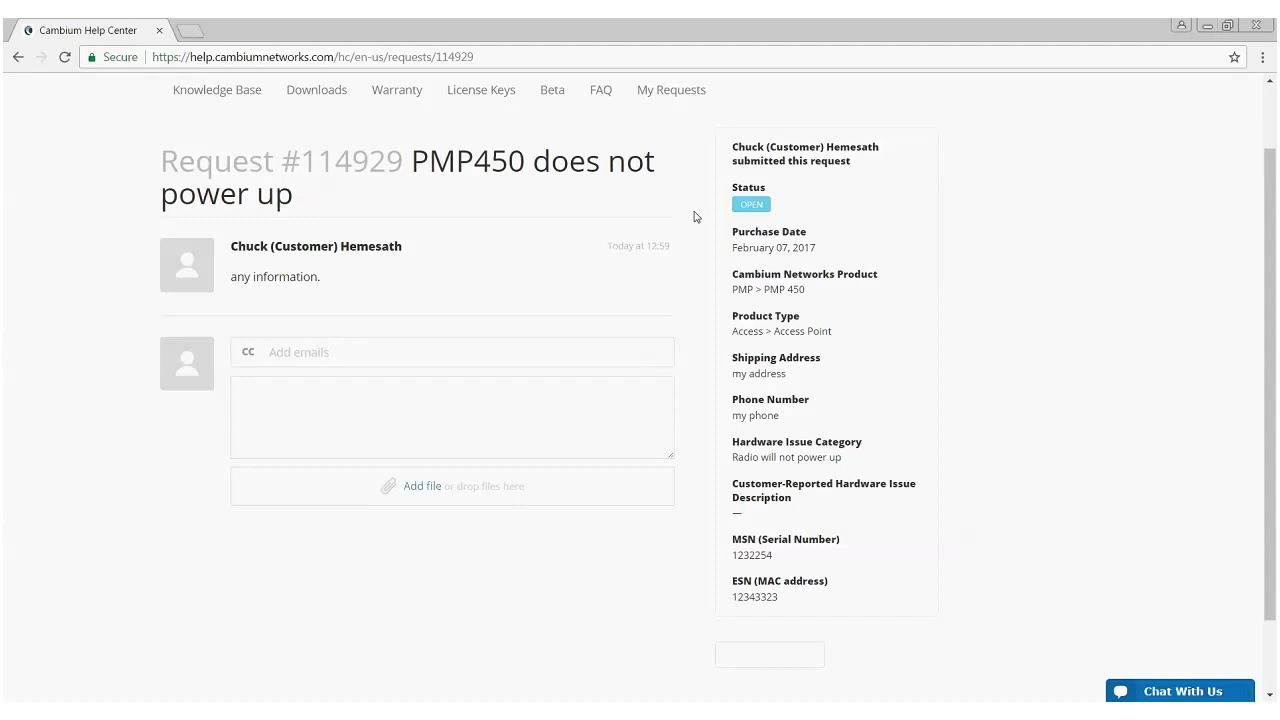 Cambium Help Center
Secure https://help.cambiumnetworks.com/hc/en-us/requests/114929
Knowledge Base Downloads Warranty License Keys Beta FAQ My Requests
Request #114929 PMP450 does not
power up
Chuck (Customer) Hemesath
Today at 12:59
any information.
CC Add emails
Add file or drop files here
Chuck (Customer) Hemesath
submitted this request
Status
OPEN
Purchase Date
February 07, 2017
Cambium Networks Product
PMP > PMP 450
Product Type
Access > Access Point
Shipping Address
my address
Phone Number
my phone
Hardware Issue Category
Radio will not power up
Customer-Reported Hardware Issue
Description
—
MSN (Serial Number)
1232254
ESN (MAC address)
12343323
Chat With Us